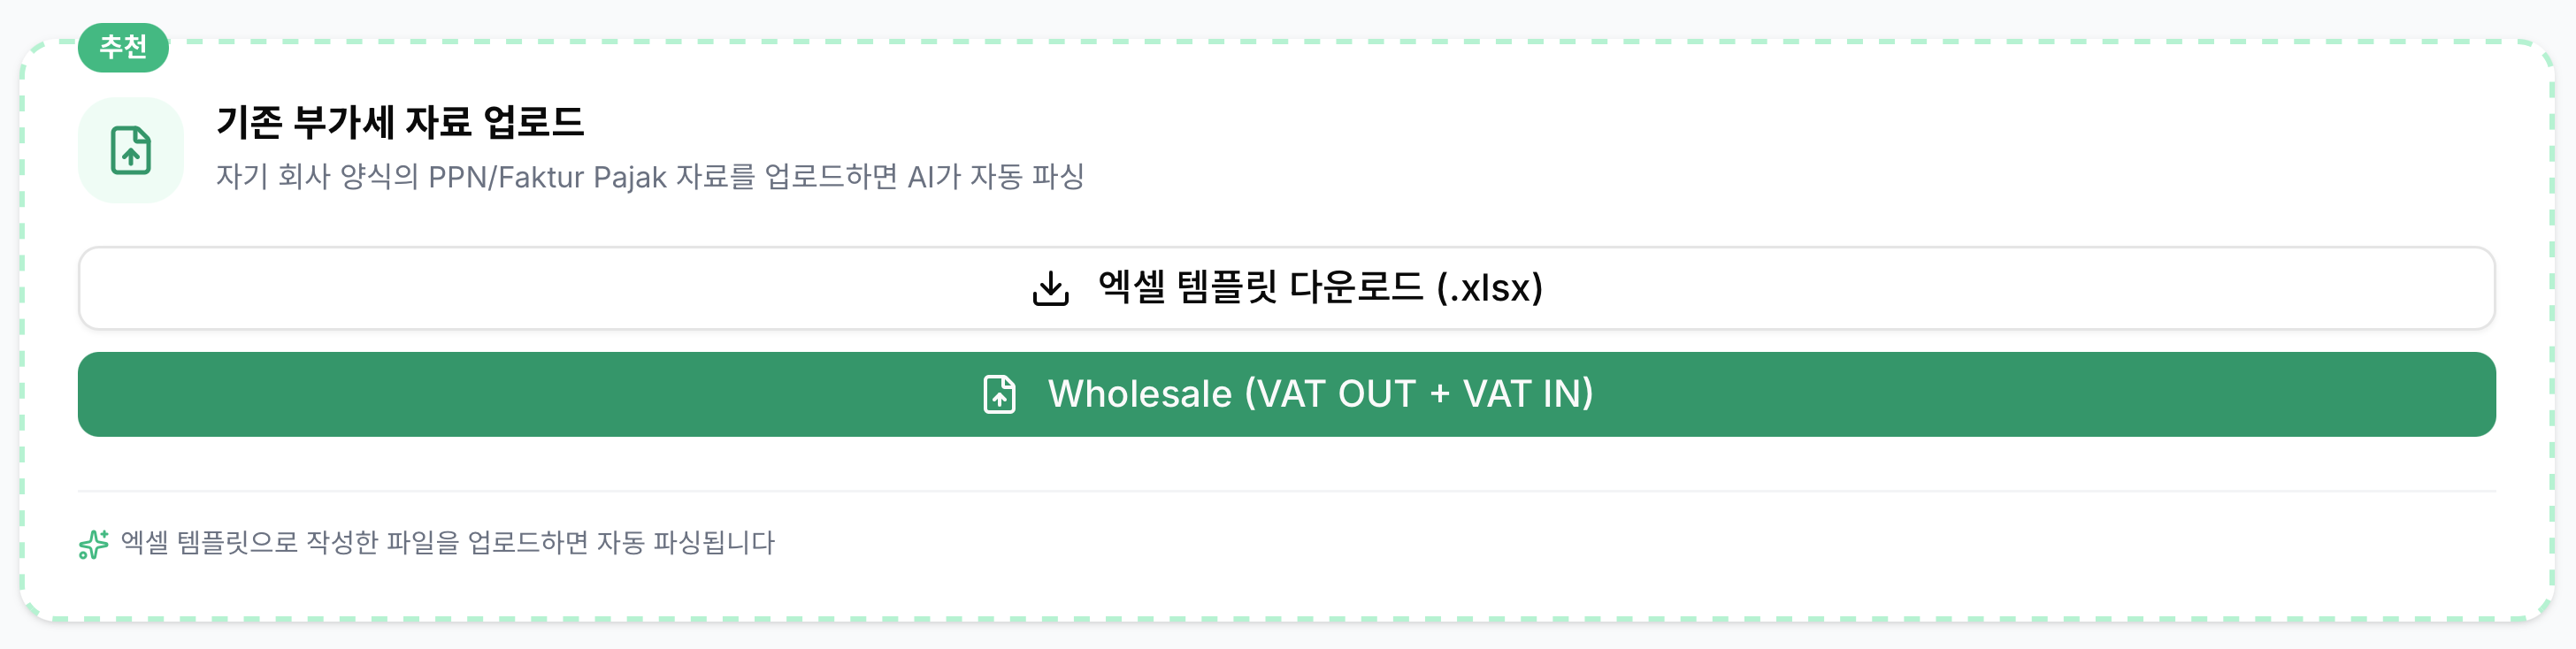 추천
기존 부가세 자료 업로드
자기 회사 양식의 PPN/Faktur Pajak 자료를 업로드하면 AI가 자동 파싱
엑셀 템플릿 다운로드 (.xlsx)
Wholesale (VAT OUT + VAT IN)
엑셀 템플릿으로 작성한 파일을 업로드하면 자동 파싱됩니다